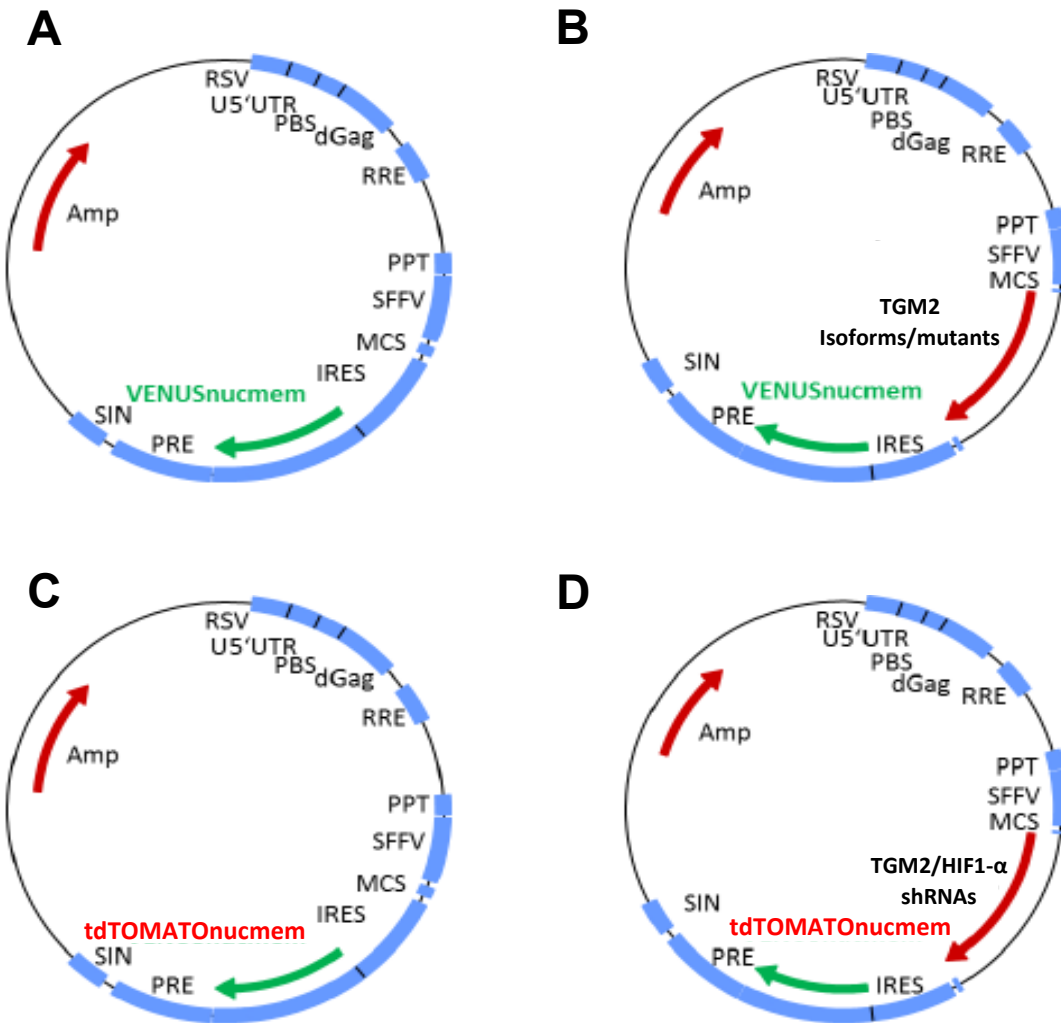 A
RSV
U5‘UTR
PBS
dGag
RRE
Amp
PPT
SFFV
MCS
IRES
VENUSnucmem
SIN
PRE
B
RSV
U5‘UTR
PBS
dGag
RRE
Amp
PPT
SFFV
MCS
TGM2
Isoforms/mutants
SIN
VENUSnucmem
PRE
IRES
C
RSV
U5‘UTR
PBS
dGag
RRE
Amp
PPT
SFFV
MCS
IRES
tdTOMATOnucmem
SIN
PRE
D
RSV
U5‘UTR
PBS
dGag
RRE
Amp
PPT
SFFV
MCS
TGM2/HIF1-α
shRNAs
SIN
tdTOMATOnucmem
PRE
IRES